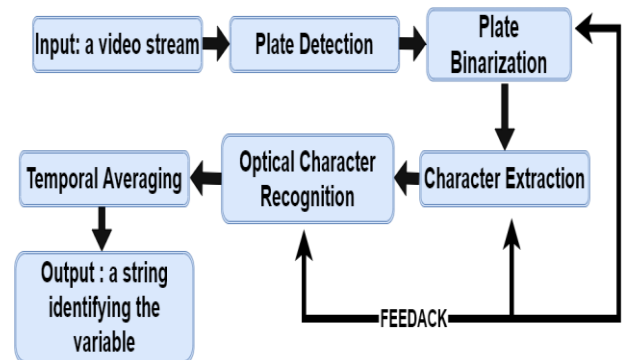 Input: a video stream
Plate Detection
Plate
Binarization
Character Extraction
Optical Character
Recognition
Temporal Averaging
Output : a string
identifying the
variable
FEEDACK